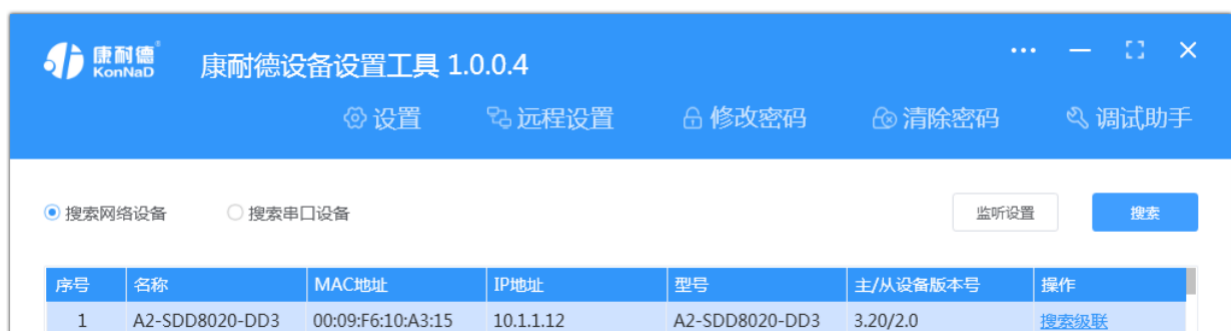 康耐德®
KonNaD
康耐德设备设置工具 1.0.0.4
设置 远程设置 修改密码 清除密码 调试助手
搜索网络设备 搜索串口设备 监听设置 搜索
序号 名称 MAC地址 IP地址 型号 主/从设备版本号 操作
1 A2-SDD8020-DD3 00:09:F6:10:A3:15 10.1.1.12 A2-SDD8020-DD3 3.20/2.0 搜索级联